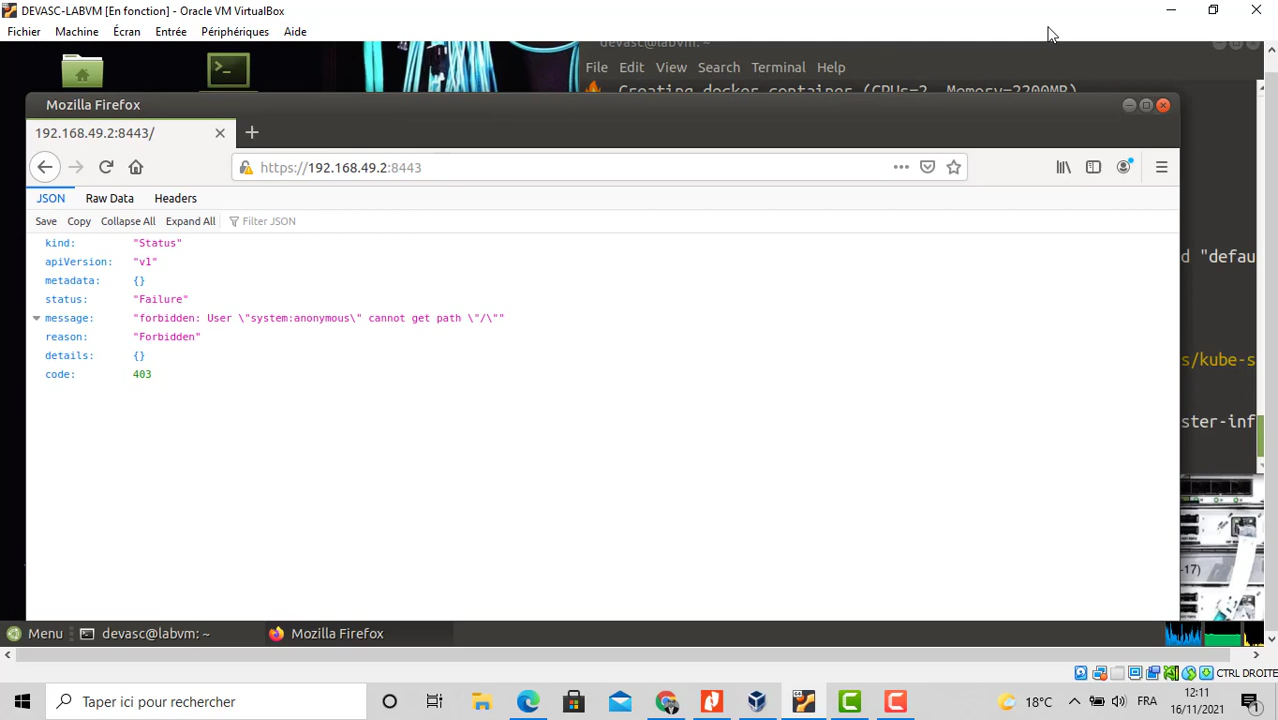 DEVASC-LABVM [En fonction] - Oracle VM VirtualBox
Fichier Machine Écran Entrée Périphériques Aide
devasc@labvm: ~
File Edit View Search Terminal Help
Creating docker container (CPUs=2, Memory=2200MB)
Mozilla Firefox
192.168.49.2:8443/
https://192.168.49.2:8443
JSON Raw Data Headers
Save Copy Collapse All Expand All Filter JSON
kind: "Status"
apiVersion: "v1"
d "defau
metadata: {}
status: "Failure"
message: "forbidden: User \"system:anonymous\" cannot get path \"/\""
reason: "Forbidden"
details: {}
s/kube-s
code: 403
ster-inf
-17)
Menu devasc@labvm: ~ Mozilla Firefox
CTRL DROITE
Taper ici pour rechercher
18°C
FRA
12:11
16/11/2021
1